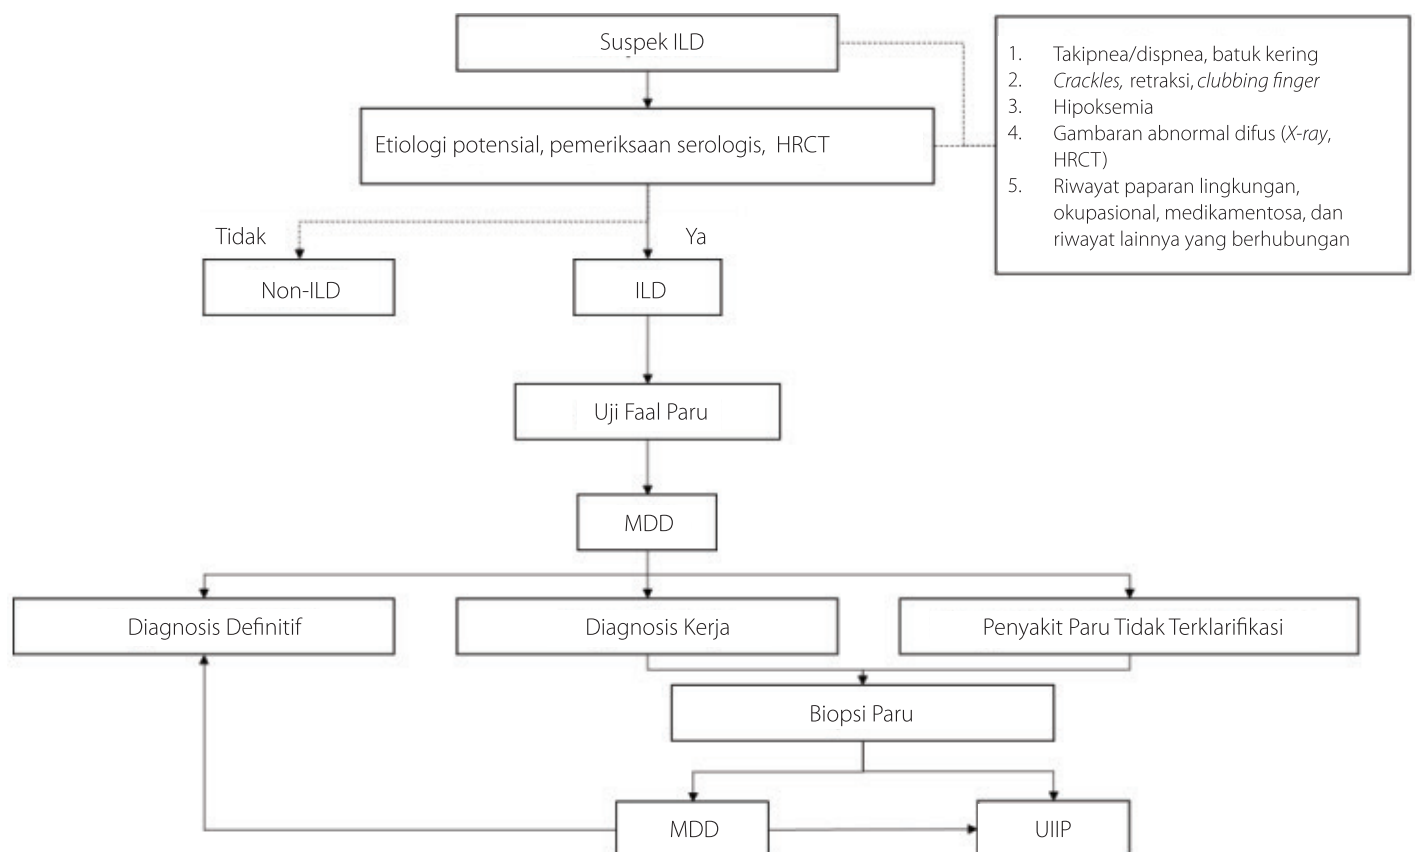 Suspek ILD
1. Takipnea/dispnea, batuk kering
2. Crackles, retraksi, clubbing finger
3. Hipoksemia
4. Gambaran abnormal difus (X-ray,
HRCT)
5. Riwayat paparan lingkungan,
okupasional, medikamentosa, dan
riwayat lainnya yang berhubungan
Etiologi potensial, pemeriksaan serologis, HRCT
Tidak
Ya
Non-ILD
ILD
Uji Faal Paru
MDD
Diagnosis Definitif
Diagnosis Kerja
Penyakit Paru Tidak Terklarifikasi
Biopsi Paru
MDD
UIIP